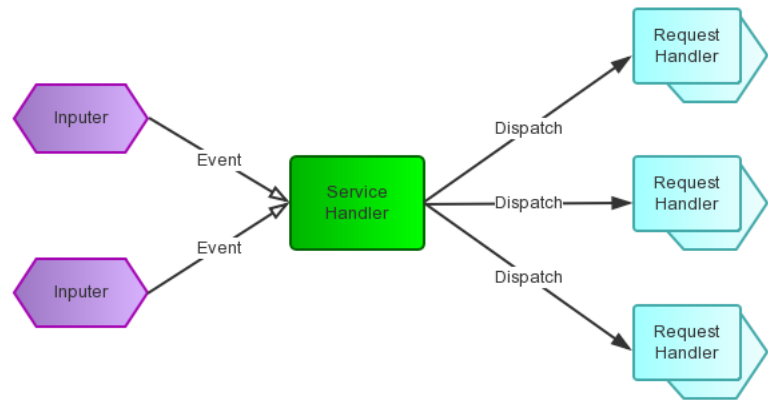 Inputer
Event
Inputer
Event
Service
Handler
Dispatch
Dispatch
Dispatch
Request
Handler
Request
Handler
Request
Handler